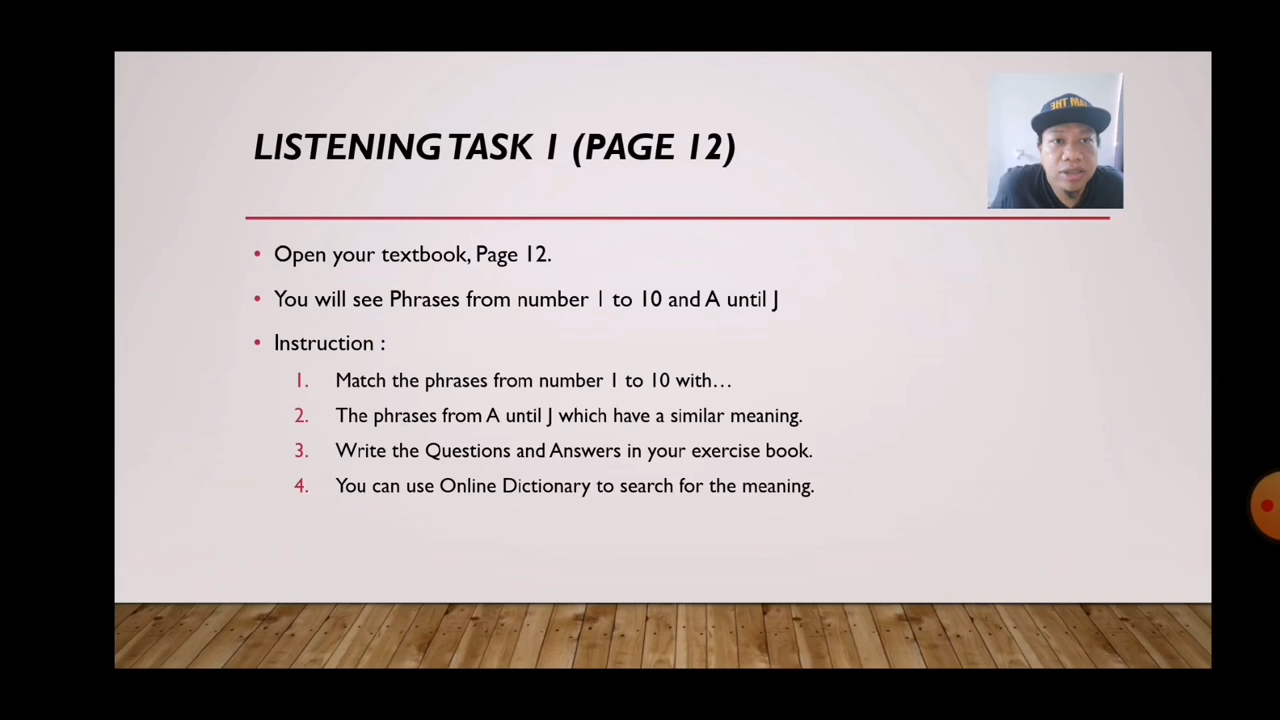 LISTENING TASK 1 (PAGE 12)
• Open your textbook, Page 12.
• You will see Phrases from number 1 to 10 and A until J
• Instruction :
1. Match the phrases from number 1 to 10 with…
2. The phrases from A until J which have a similar meaning.
3. Write the Questions and Answers in your exercise book.
4. You can use Online Dictionary to search for the meaning.
I AM THE